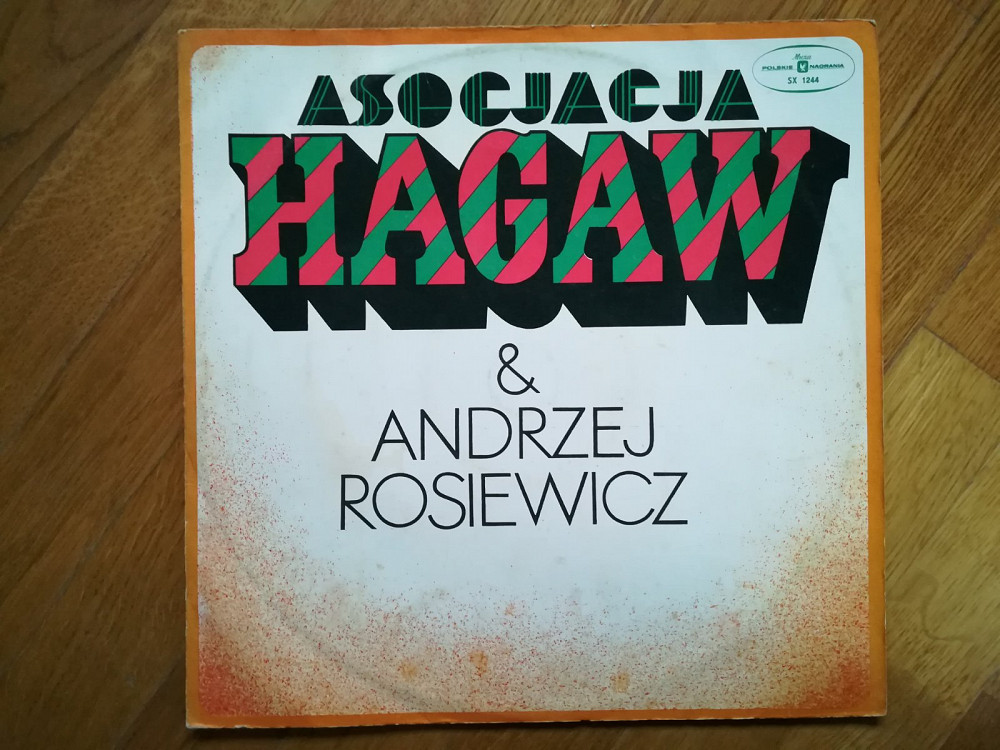 Muza
POLSKIE NAGRANIA
SX 1244
ASOCJACJA
HAGAW
&
ANDRZEJ
ROSIEWICZ